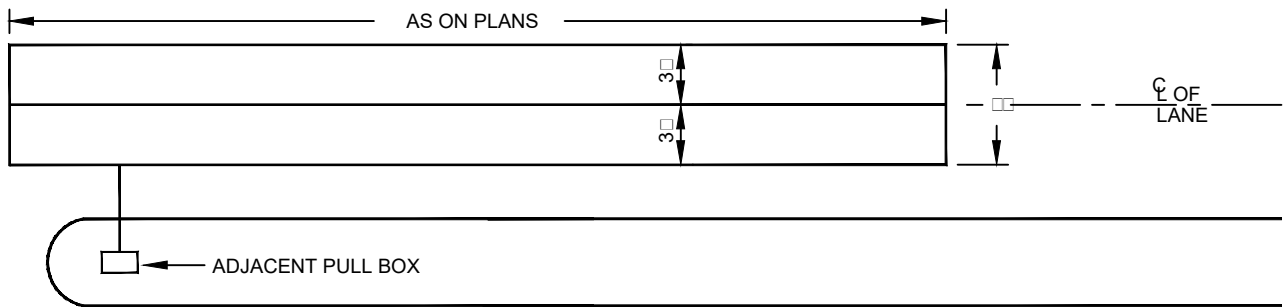 AS ON PLANS
3□
3□
□□
℄ OF
LANE
ADJACENT PULL BOX